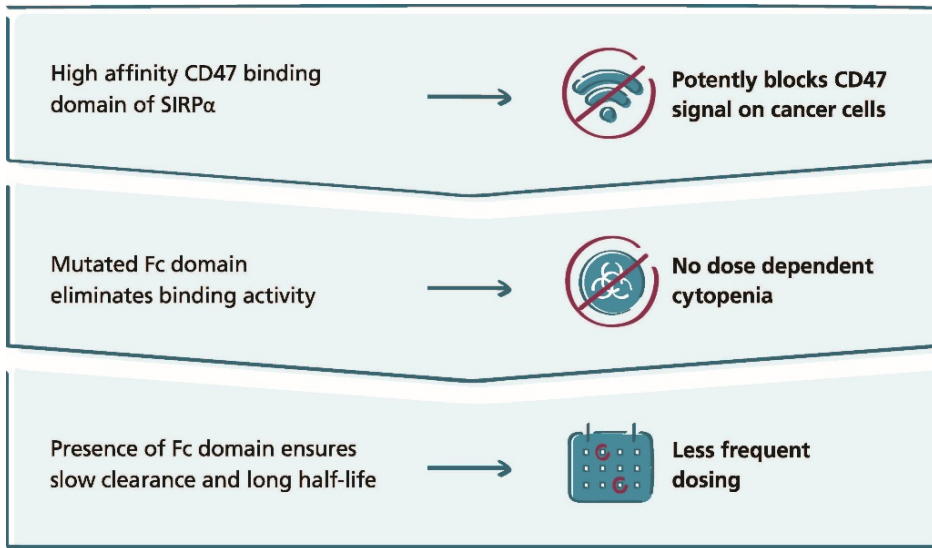 High affinity CD47 binding
domain of SIRPα
Potently blocks CD47
signal on cancer cells
Mutated Fc domain
eliminates binding activity
No dose dependent
cytopenia
Presence of Fc domain ensures
slow clearance and long half-life
Less frequent
dosing